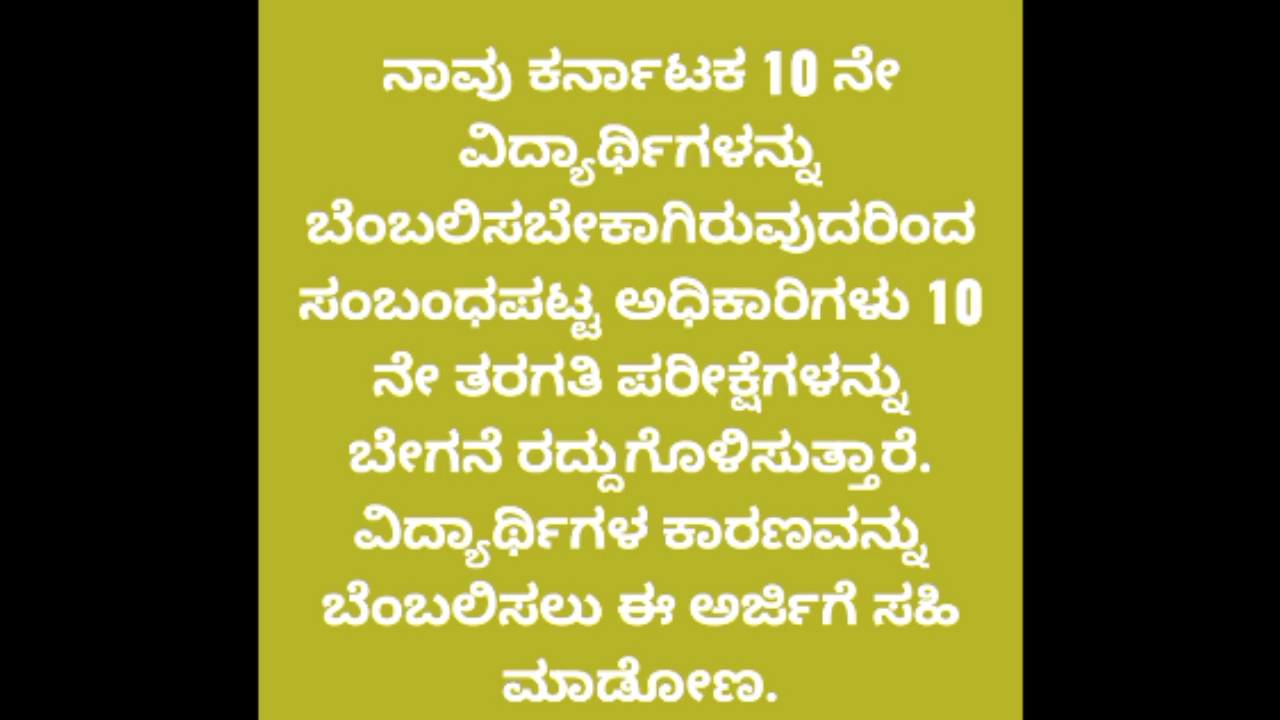 ನಾವು ಕರ್ನಾಟಕ 10 ನೇ
ವಿದ್ಯಾರ್ಥಿಗಳನ್ನು
ಬೆಂಬಲಿಸಬೇಕಾಗಿರುವುದರಿಂದ
ಸಂಬಂಧಪಟ್ಟ ಅಧಿಕಾರಿಗಳು 10
ನೇ ತರಗತಿ ಪರೀಕ್ಷೆಗಳನ್ನು
ಬೇಗನೆ ರದ್ದುಗೊಳಿಸುತ್ತಾರೆ.
ವಿದ್ಯಾರ್ಥಿಗಳ ಕಾರಣವನ್ನು
ಬೆಂಬಲಿಸಲು ಈ ಅರ್ಜಿಗೆ ಸಹಿ
ಮಾಡೋಣ.